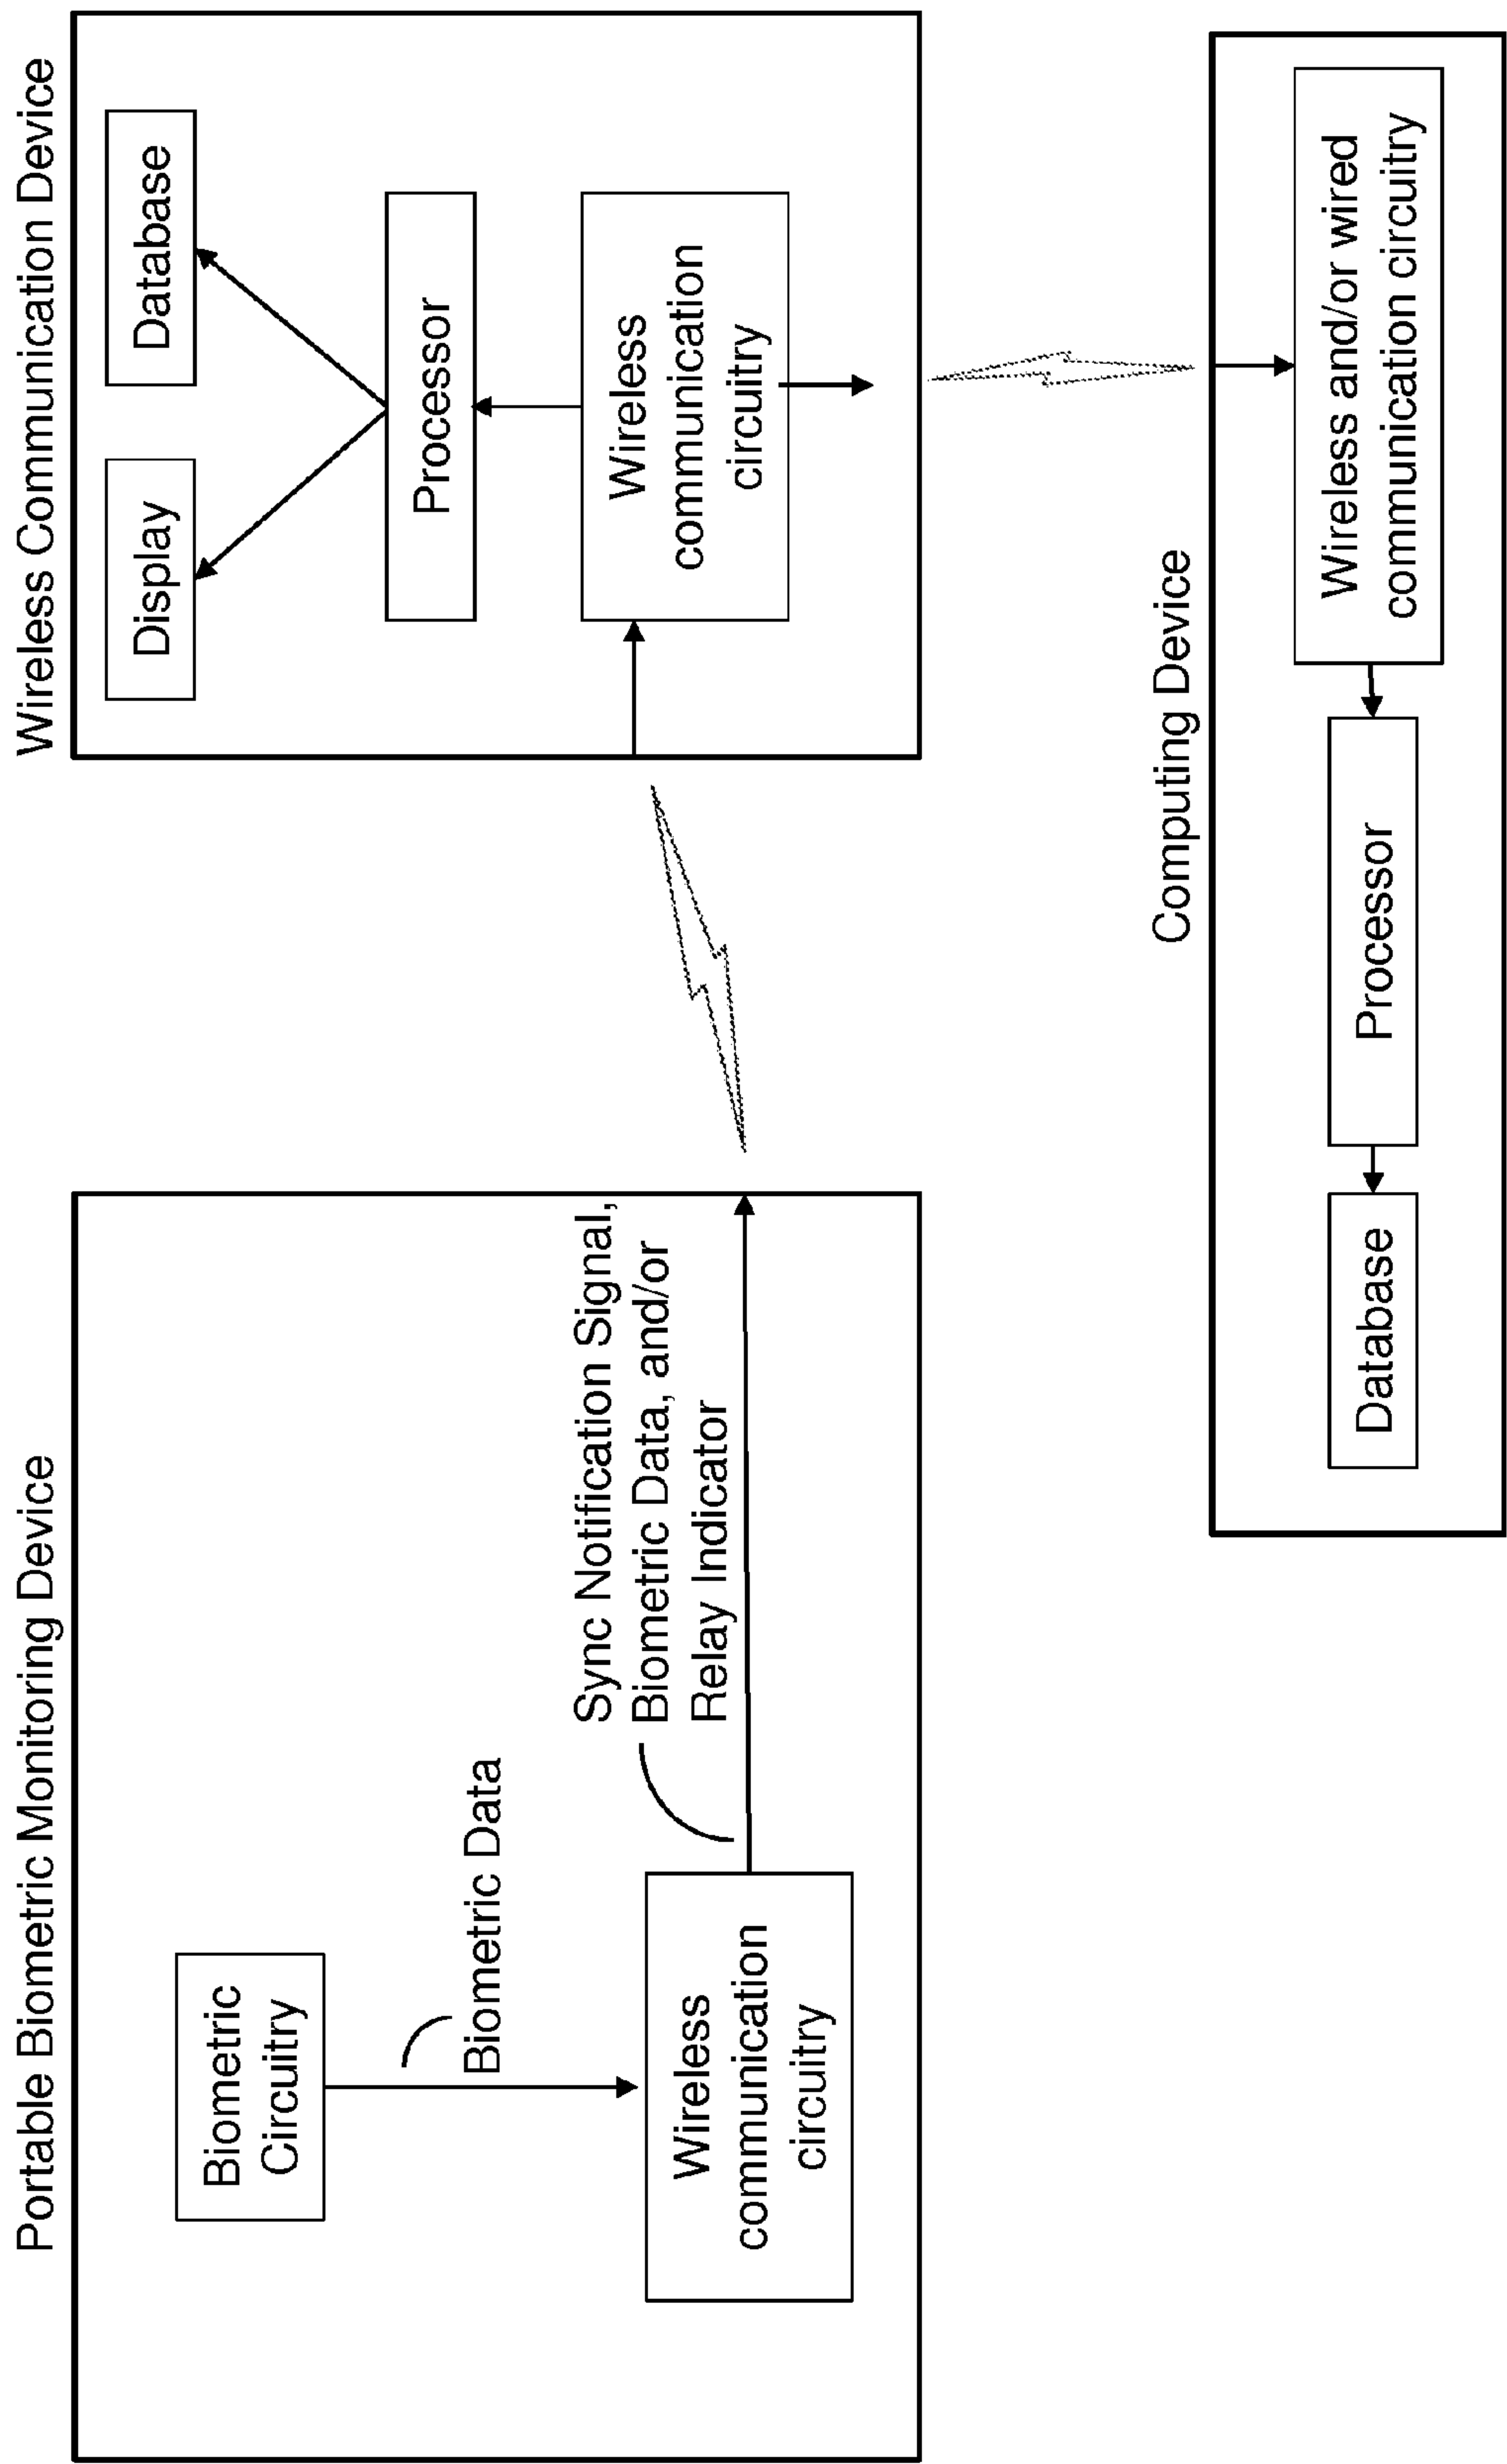 Portable Biometric Monitoring Device
Biometric
Circuitry
Biometric Data
Wireless
communication
circuitry
Sync Notification Signal,
Biometric Data, and/or
Relay Indicator
Wireless Communication Device
Display
Database
Processor
Wireless
communication
circuitry
Computing Device
Database
Processor
Wireless and/or wired
communication circuitry